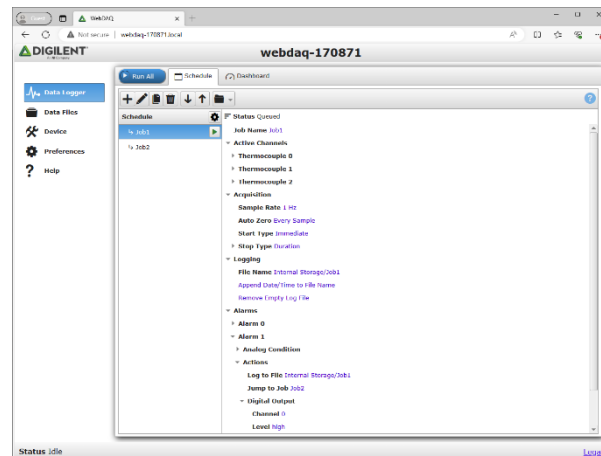 WebDAQ
Not secure | webdaq-170871.local
DIGILENT
webdaq-170871
Run All
Schedule
Dashboard
Data Logger
Data Files
Device
Preferences
Help
Schedule
Job1
Job2
Status Queued
Job Name Job1
Active Channels
Thermocouple 0
Thermocouple 1
Thermocouple 2
Acquisition
Sample Rate 1 Hz
Auto Zero Every Sample
Start Type Immediate
Stop Type Duration
Logging
File Name Internal Storage/Job1
Append Date/Time to File Name
Remove Empty Log File
Alarms
Alarm 0
Alarm 1
Analog Condition
Actions
Log to File Internal Storage/Job1
Jump to Job Job2
Digital Output
Channel 0
Level high
Status Idle